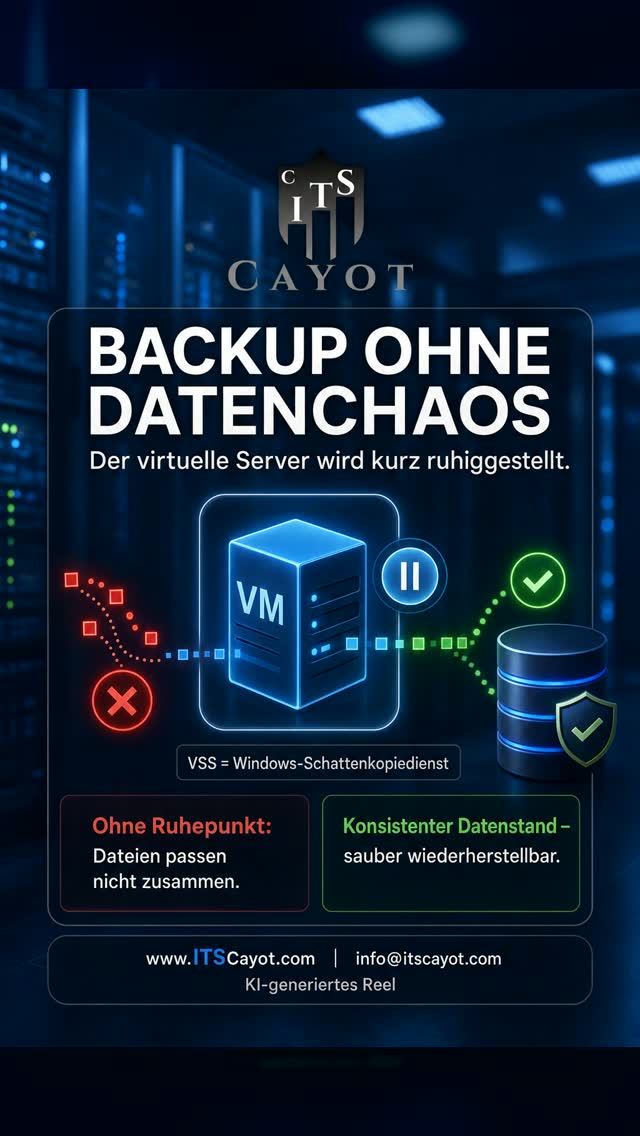 C ITS
CAYOT
BACKUP OHNE
DATENCHAOS
Der virtuelle Server wird kurz ruhiggestellt.
VM
VSS = Windows-Schattenkopiedienst
Ohne Ruhepunkt:
Dateien passen
nicht zusammen.
Konsistenter Datenstand –
sauber wiederherstellbar.
www.ITSCayot.com | info@itscayot.com
KI-generiertes Reel